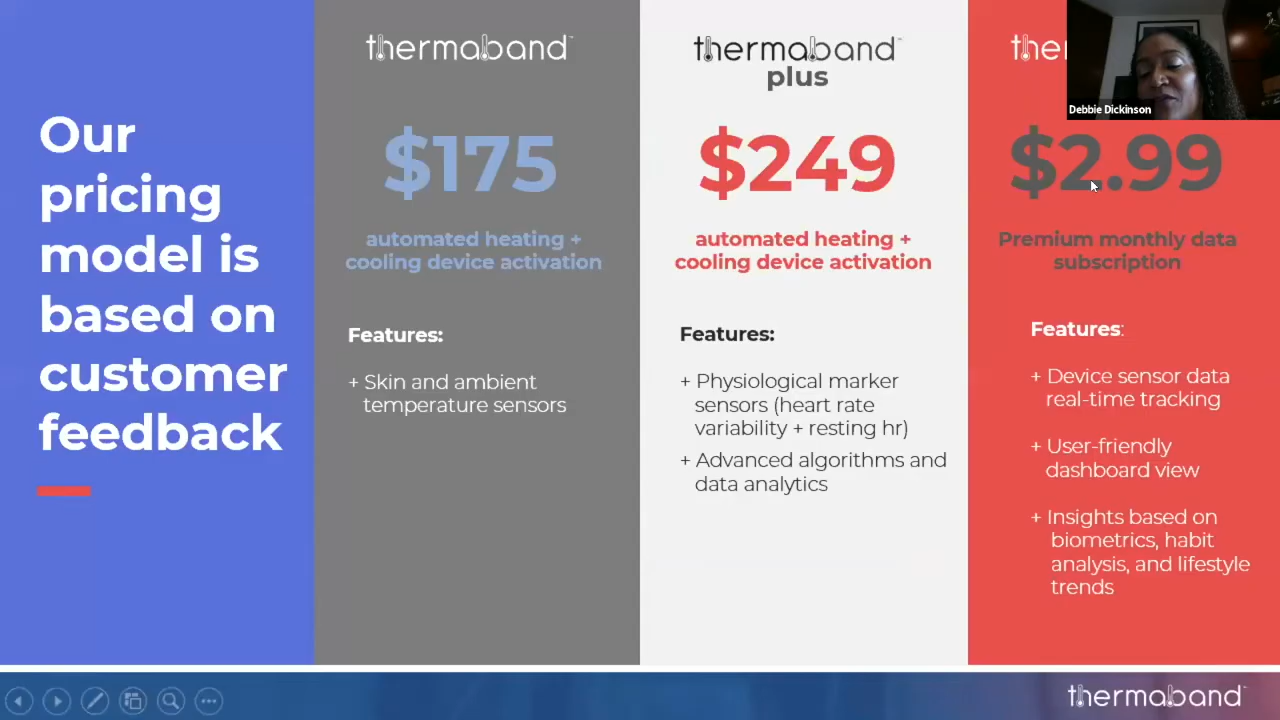 Our
pricing
model is
based on
customer
feedback
thermaband™
$175
automated heating +
cooling device activation
Features:
+ Skin and ambient
temperature sensors
thermaband™
plus
$249
automated heating +
cooling device activation
Features:
+ Physiological marker
sensors (heart rate
variability + resting hr)
+ Advanced algorithms and
data analytics
Debbie Dickinson
$2.99
Premium monthly data
subscription
Features:
+ Device sensor data
real-time tracking
+ User-friendly
dashboard view
+ Insights based on
biometrics, habit
analysis, and lifestyle
trends
thermaband